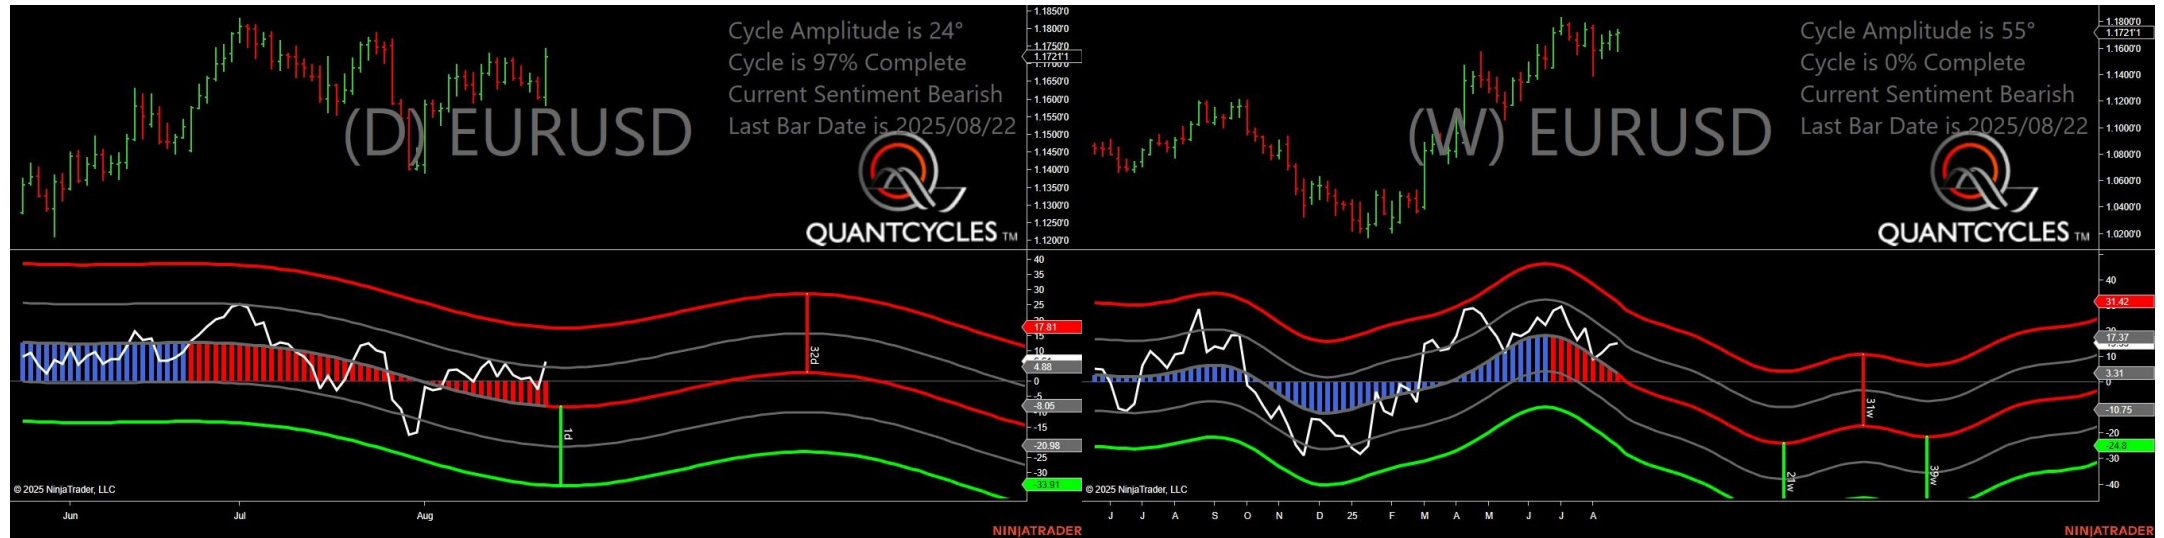 Cycle Amplitude is 24°
Cycle is 97% Complete
Current Sentiment Bearish
Last Bar Date is 2025/08/22
(D) EURUSD
QUANTCYCLES TM
1.1850'0
1.1800'0
1.1750'0
1.1721'1
1.1700'0
1.1650'0
1.1600'0
1.1550'0
1.1500'0
1.1450'0
1.1400'0
1.1350'0
1.1300'0
1.1250'0
1.1200'0
40
35
30
25
20
17.81
15
10
4.88
0
-5
-8.05
-10
-15
-20.98
-25
-30
-33.91
32d
1d
© 2025 NinjaTrader, LLC
Jun
Jul
Aug
NINJATRADER
Cycle Amplitude is 55°
Cycle is 0% Complete
Current Sentiment Bearish
Last Bar Date is 2025/08/22
(W) EURUSD
QUANTCYCLES TM
1.1800'0
1.1721'1
1.1600'0
1.1400'0
1.1200'0
1.1000'0
1.0800'0
1.0600'0
1.0400'0
1.0200'0
40
31.42
20
17.37
10
3.31
0
-10.75
-20
-24.8
-30
-40
31w
21w
39w
© 2025 NinjaTrader, LLC
J J A S O N D 25 F M A M J J A
NINJATRADER